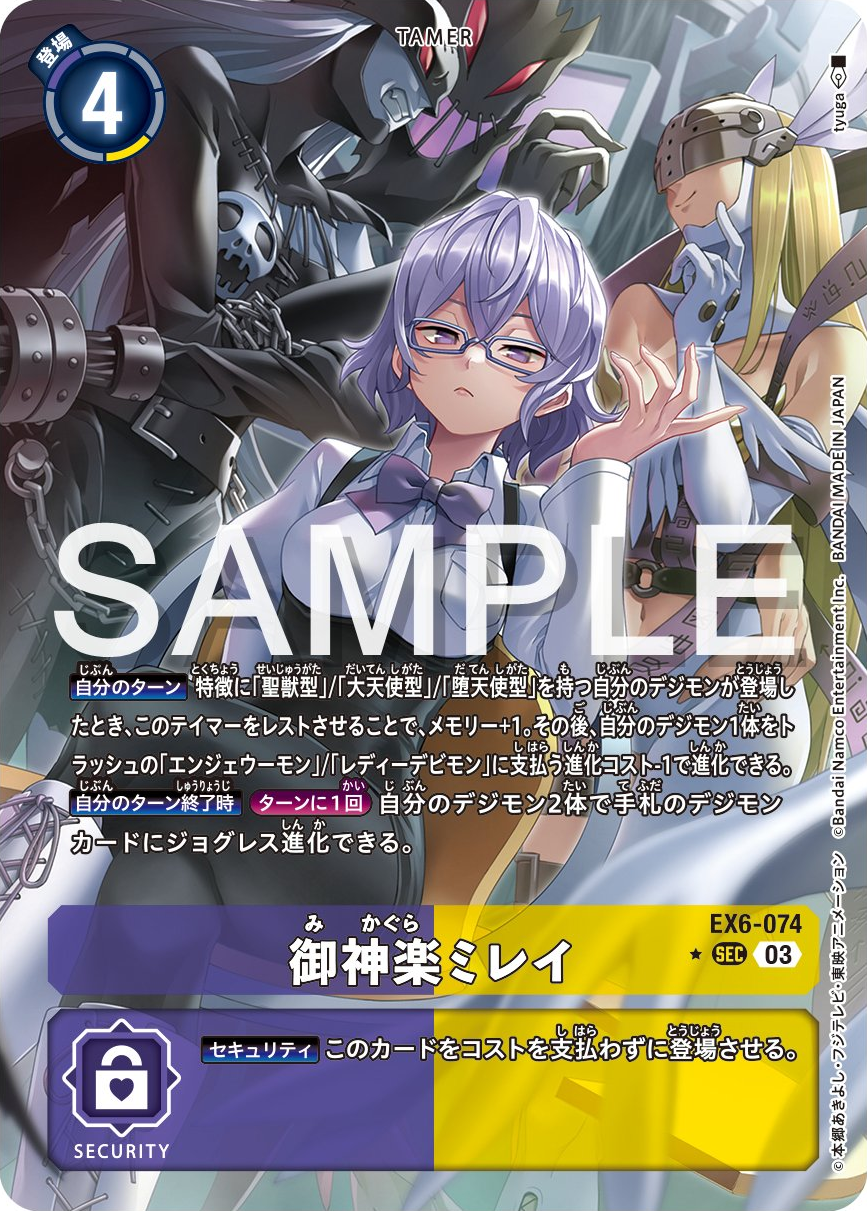 TAMER
登場
4
tyuga
SAMPLE
自分のターン 特徴に「聖獣型」/「大天使型」/「堕天使型」を持つ自分のデジモンが登場し
たとき、このテイマーをレストさせることで、メモリー+1。その後、自分のデジモン1体をト
ラッシュの「エンジェウーモン」/「レディーデビモン」に支払う進化コスト-1で進化できる。
自分のターン終了時 ターンに1回 自分のデジモン2体で手札のデジモン
カードにジョグレス進化できる。
EX6-074
みかぐら
御神楽ミレイ
★ SEC 03
セキュリティ このカードをコストを支払わずに登場させる。
SECURITY
©本郷あきよし・フジテレビ・東映アニメーション ©Bandai Namco Entertainment Inc. BANDAI MADE IN JAPAN